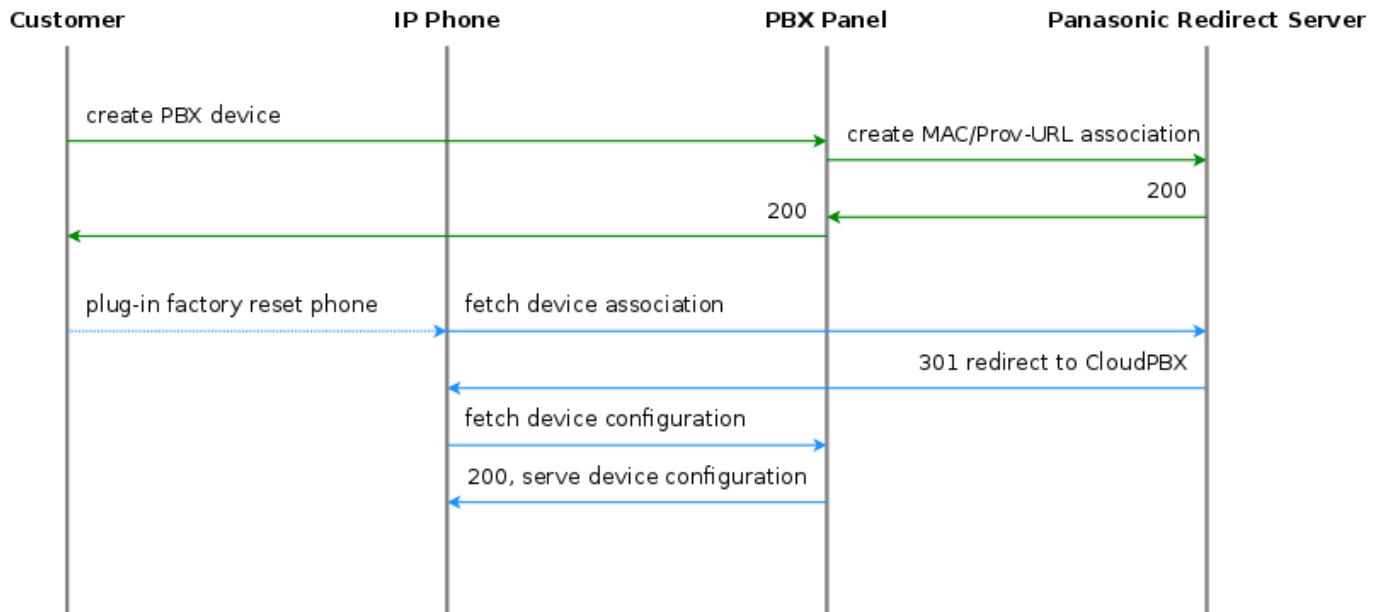 Customer
IP Phone
PBX Panel
Panasonic Redirect Server
create PBX device
create MAC/Prov-URL association
200
200
plug-in factory reset phone
fetch device association
301 redirect to CloudPBX
fetch device configuration
200, serve device configuration